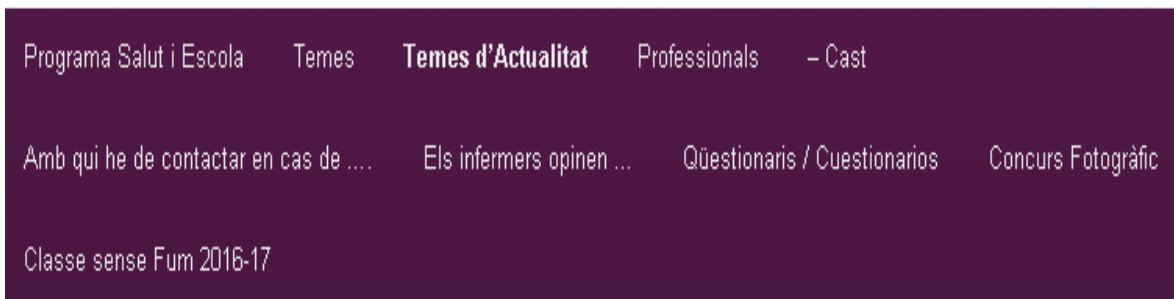 Programa Salut i Escola Temes Temes d'Actualitat Professionals – Cast
Amb qui he de contactar en cas de .... Els infermers opinen ... Qüestionaris / Cuestionarios Concurs Fotogràfic
Classe sense Fum 2016-17